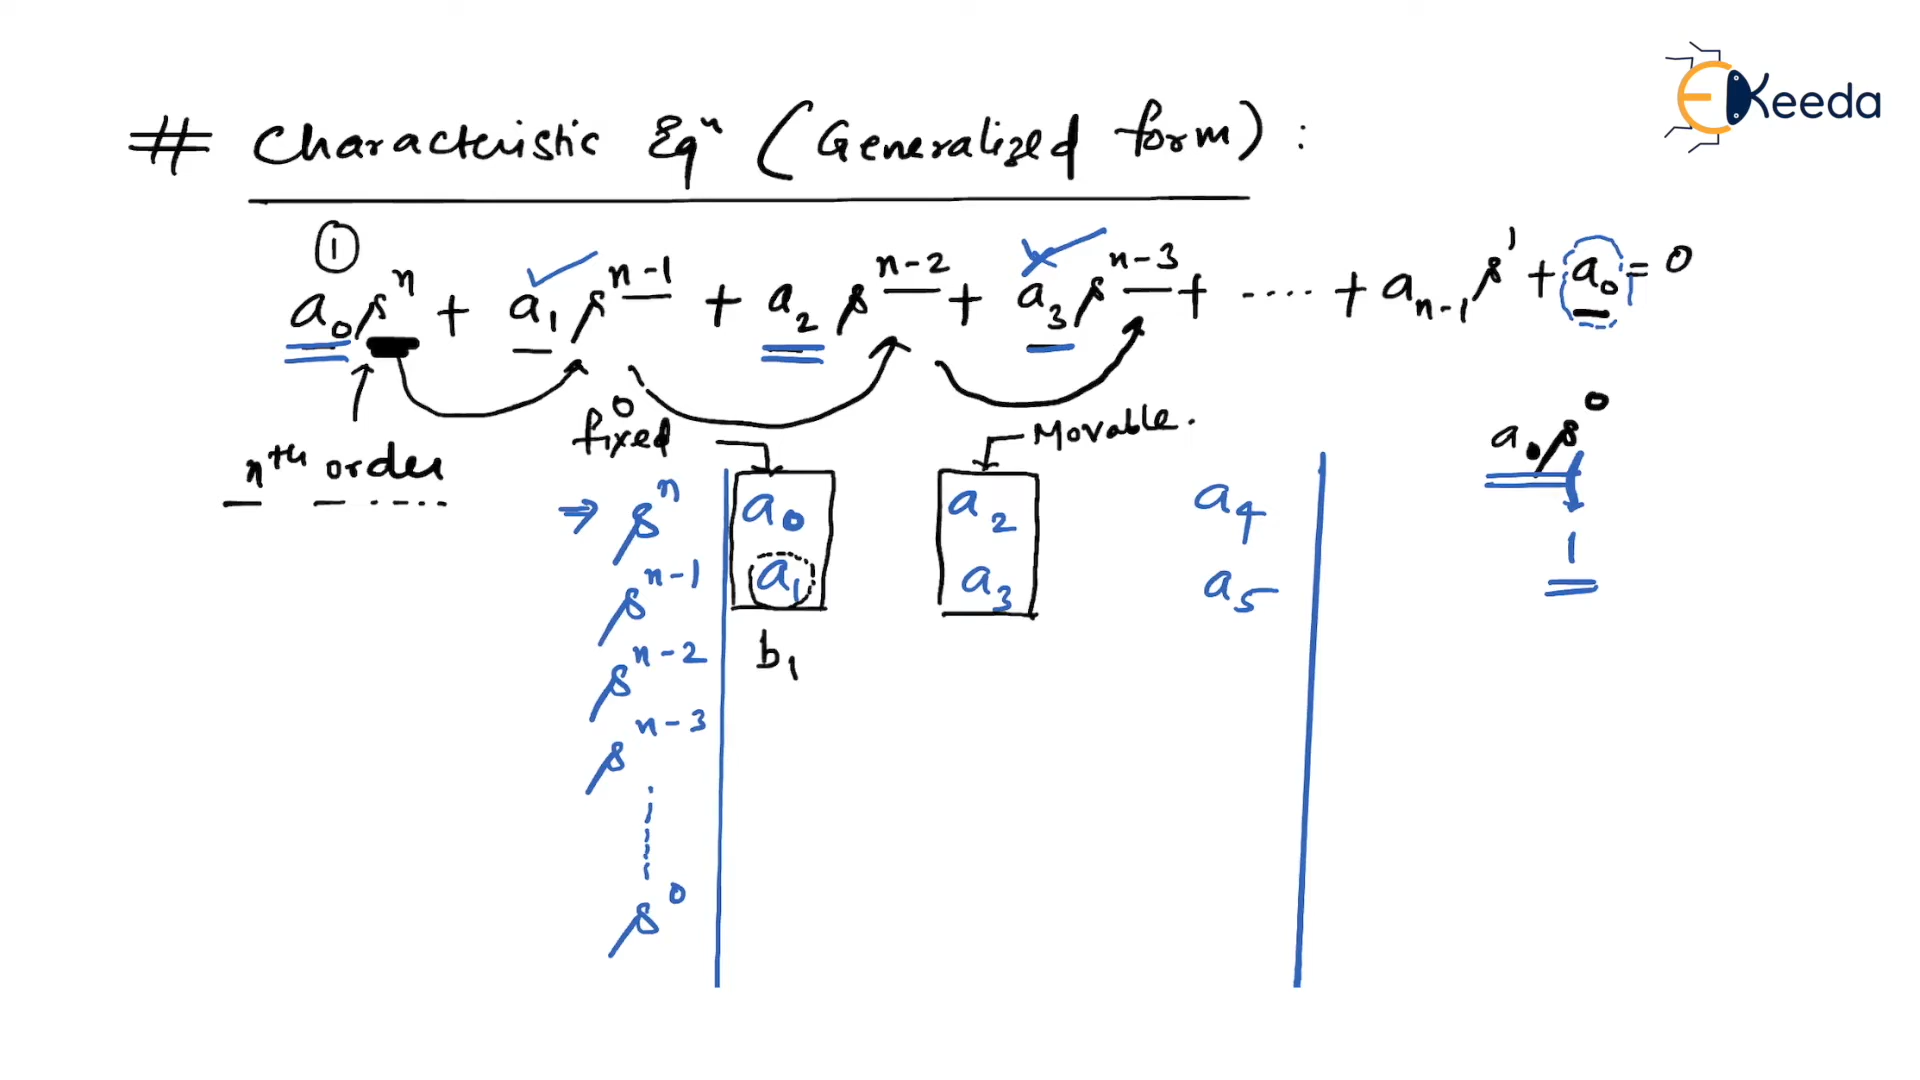 EKeeda
# Characteristic Eqⁿ (Generalized form) :
①
a₀sⁿ + a₁sⁿ⁻¹ + a₂sⁿ⁻² + a₃sⁿ⁻³ + ..... + aₙ₋₁s¹ + a₀ = 0
nᵗʰ order
0
fixed
Movable.
a₀s⁰
1
⇒ sⁿ a₀ a₂ a₄
sⁿ⁻¹ a₁ a₃ a₅
sⁿ⁻² b₁
sⁿ⁻³
s⁰